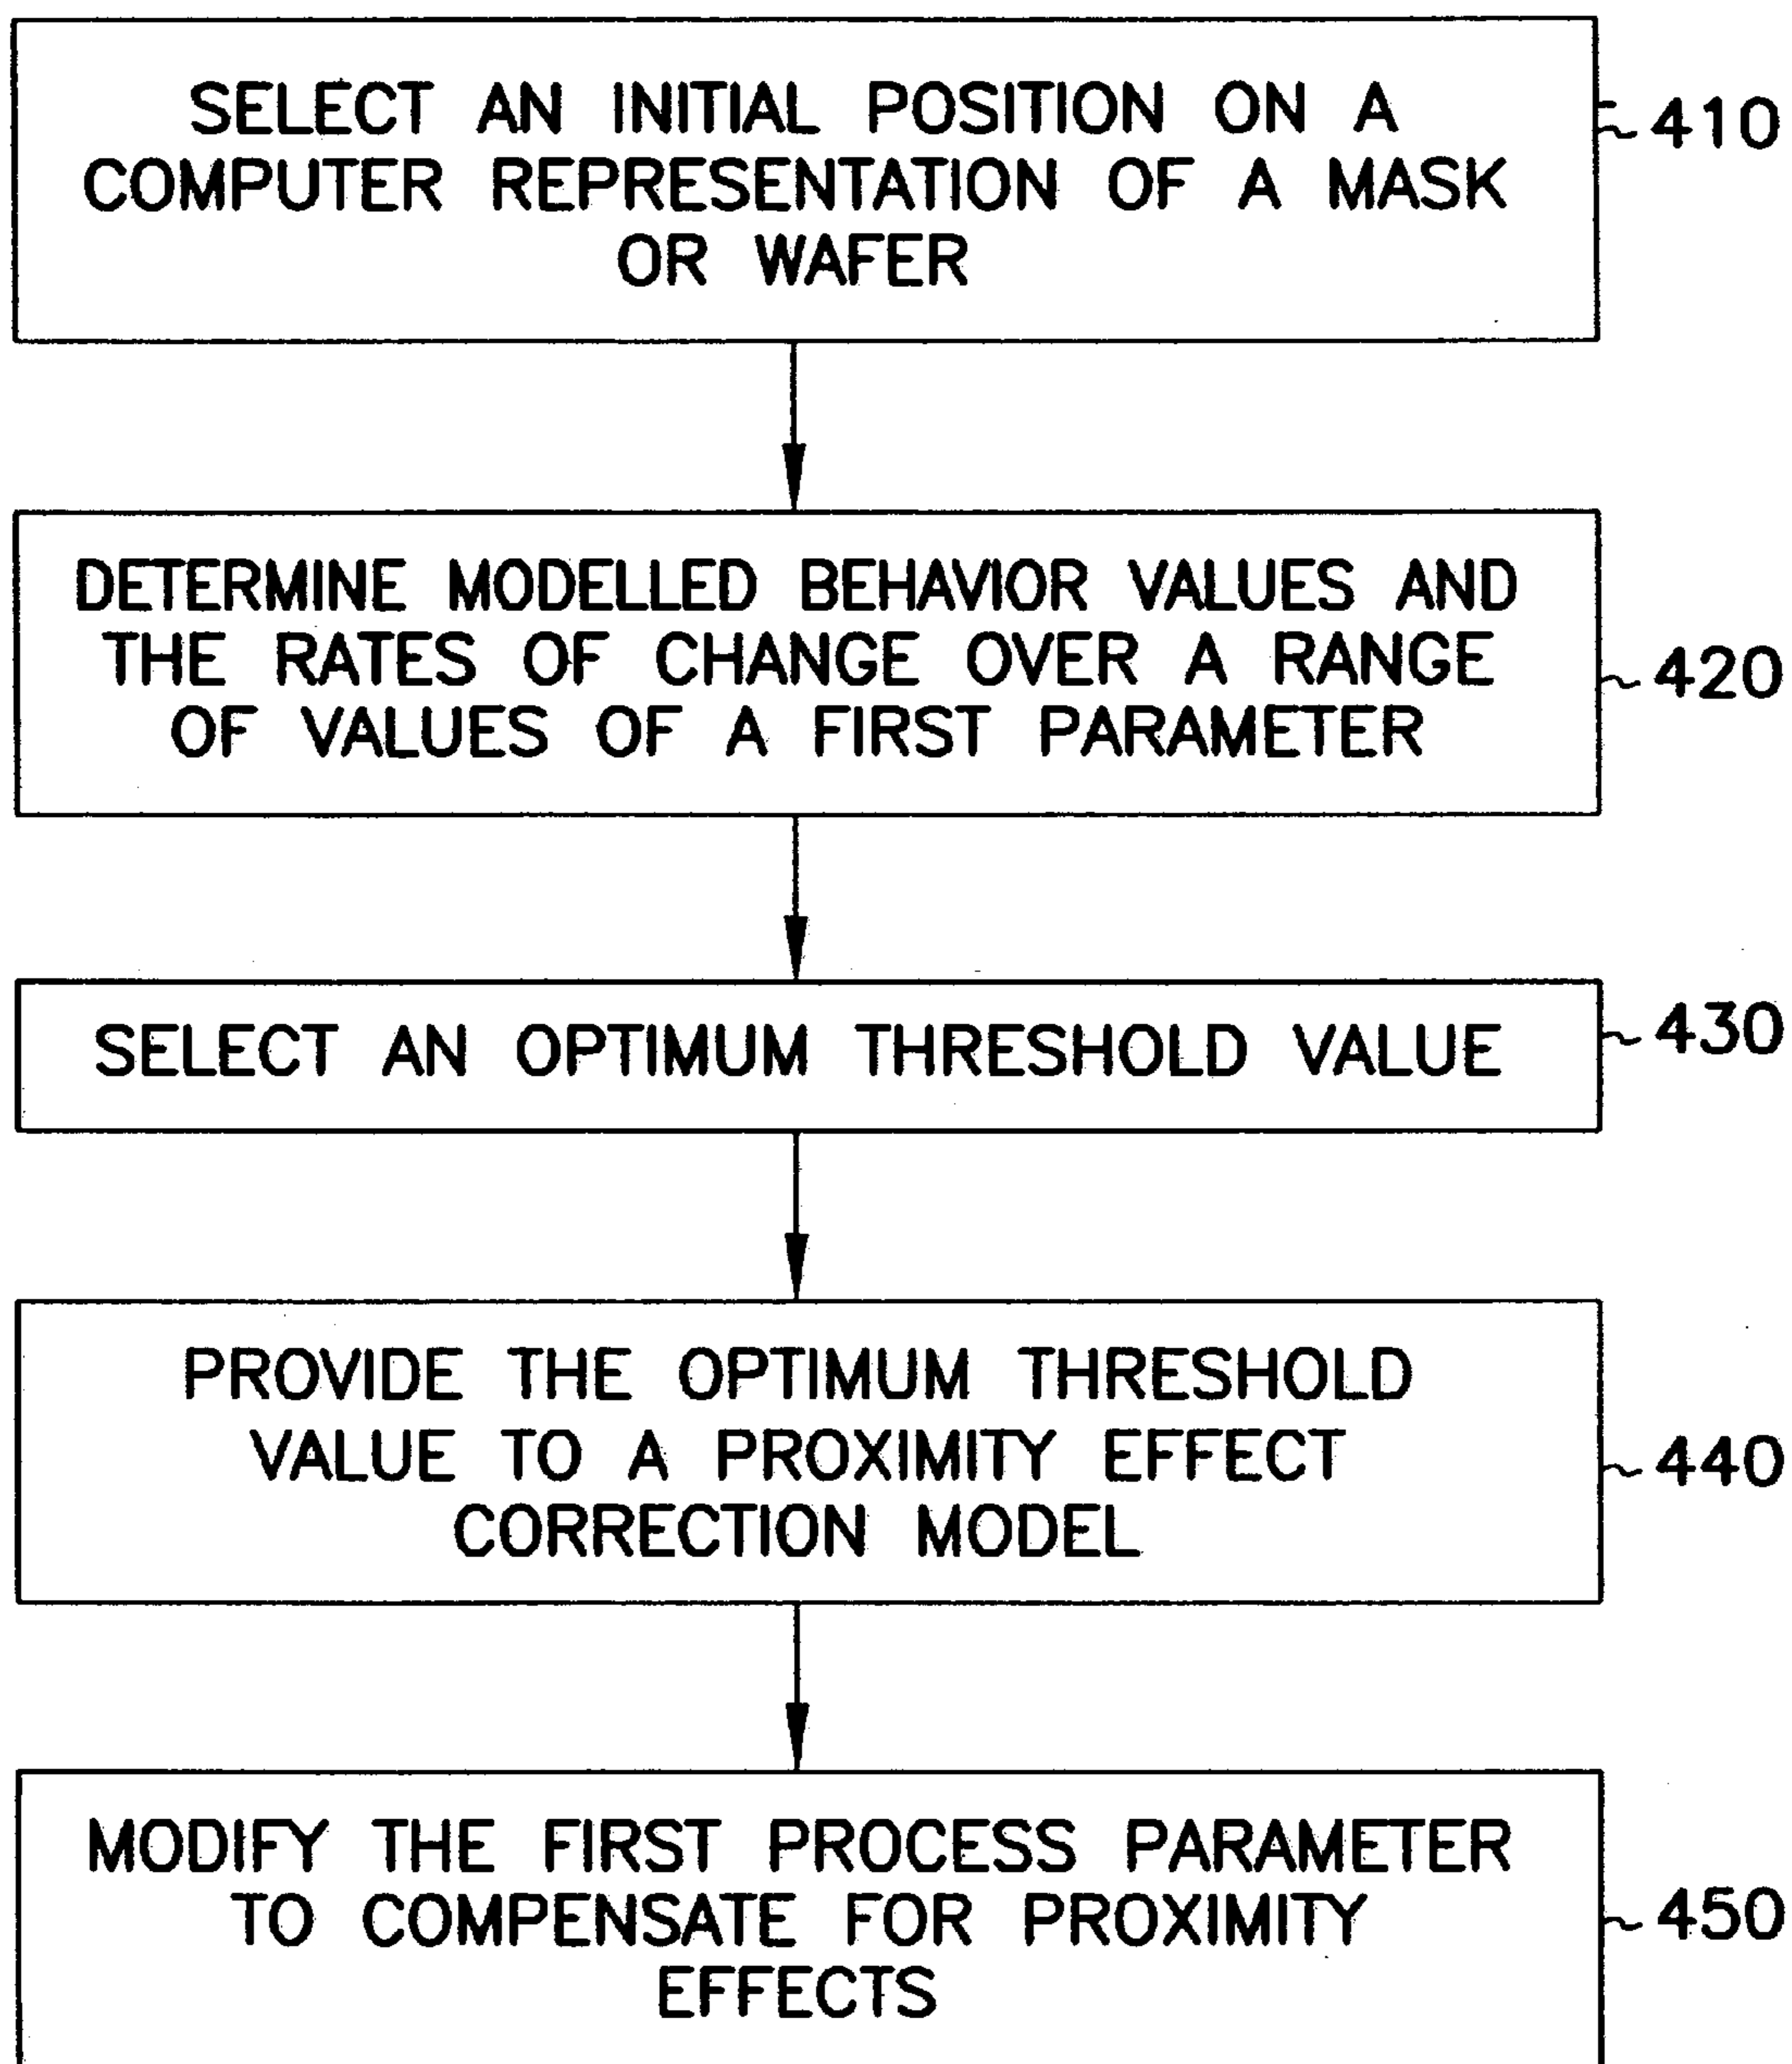 SELECT AN INITIAL POSITION ON A
COMPUTER REPRESENTATION OF A MASK
OR WAFER
410
DETERMINE MODELLED BEHAVIOR VALUES AND
THE RATES OF CHANGE OVER A RANGE
OF VALUES OF A FIRST PARAMETER
420
SELECT AN OPTIMUM THRESHOLD VALUE
430
PROVIDE THE OPTIMUM THRESHOLD
VALUE TO A PROXIMITY EFFECT
CORRECTION MODEL
440
MODIFY THE FIRST PROCESS PARAMETER
TO COMPENSATE FOR PROXIMITY
EFFECTS
450